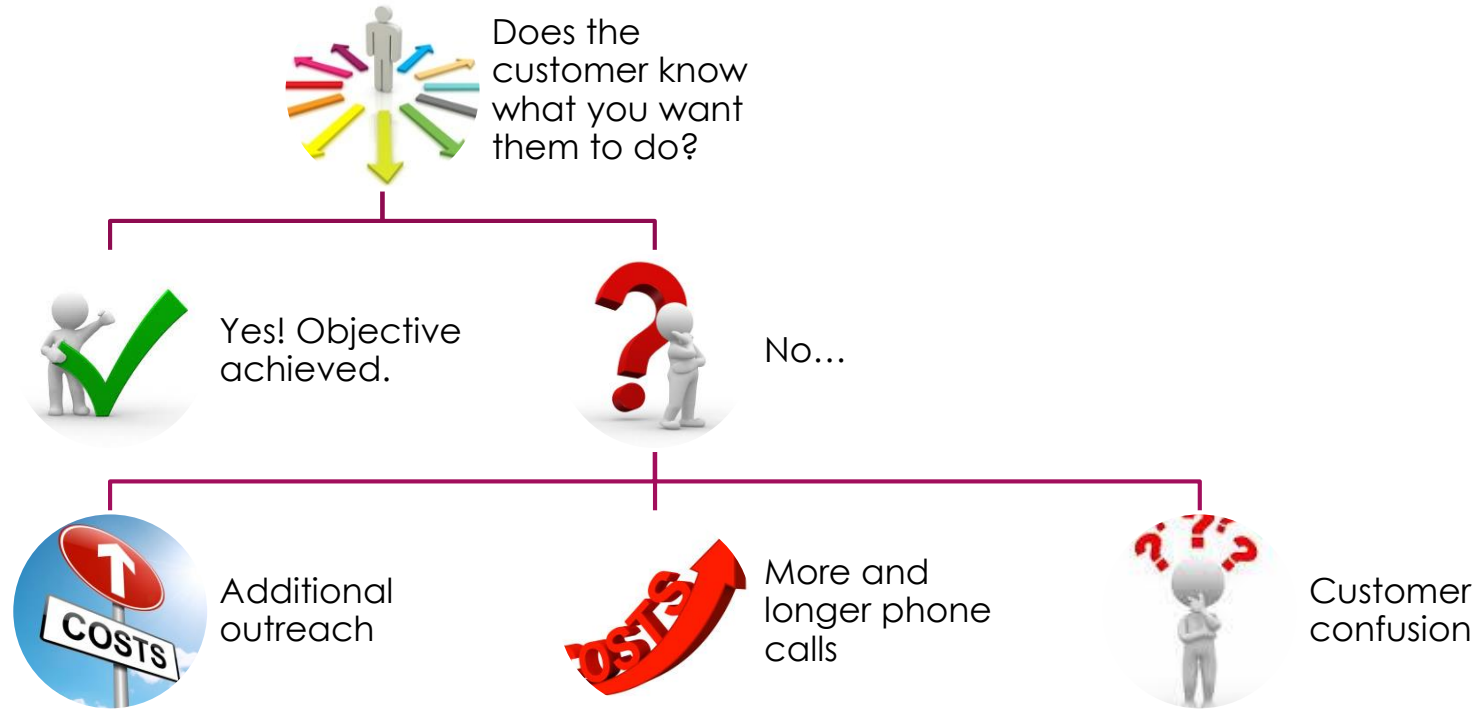 Does the
customer know
what you want
them to do?
Yes! Objective
achieved.
No...
COSTS
Additional
outreach
COSTS
More and
longer phone
calls
Customer
confusion